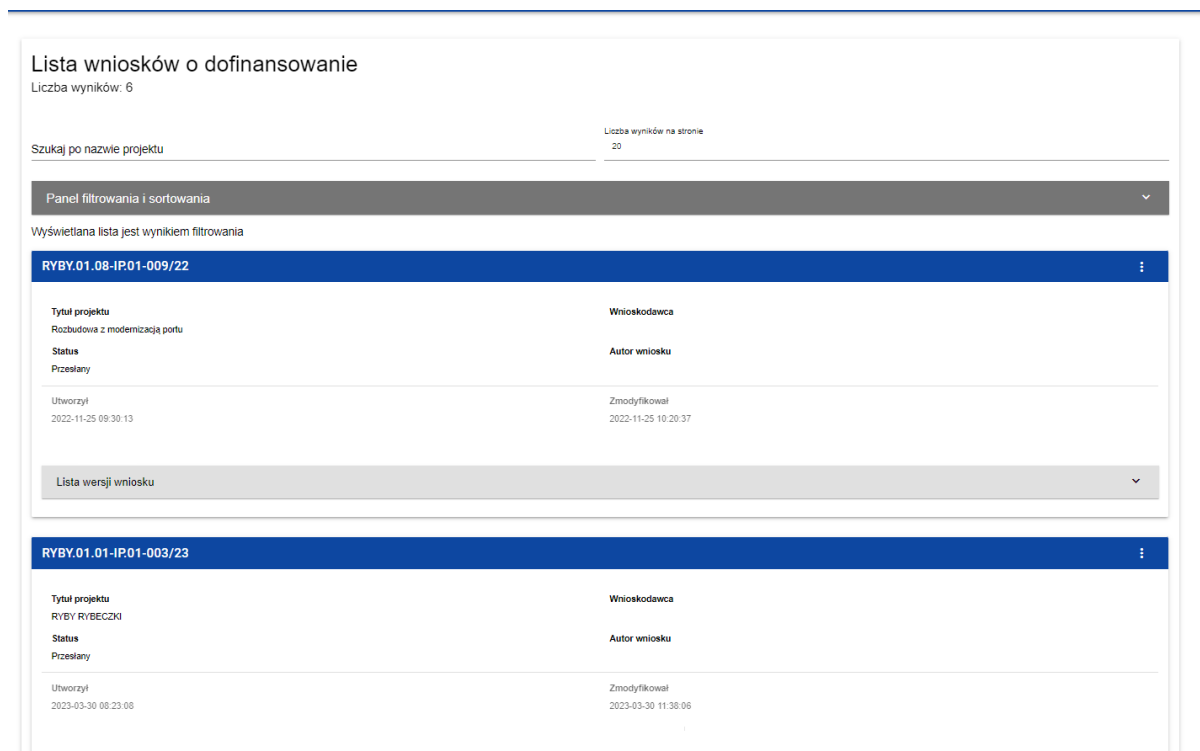 Lista wniosków o dofinansowanie
Liczba wyników: 6
Szukaj po nazwie projektu
Liczba wyników na stronie
20
Panel filtrowania i sortowania
Wyświetlana lista jest wynikiem filtrowania
RYBY.01.08-IP.01-009/22
Tytuł projektu
Rozbudowa z modernizacją portu
Wnioskodawca
Status
Przesłany
Autor wniosku
Utworzył
2022-11-25 09:30:13
Zmodyfikował
2022-11-25 10:20:37
Lista wersji wniosku
RYBY.01.01-IP.01-003/23
Tytuł projektu
RYBY RYBECZKI
Wnioskodawca
Status
Przesłany
Autor wniosku
Utworzył
2023-03-30 08:23:08
Zmodyfikował
2023-03-30 11:38:06